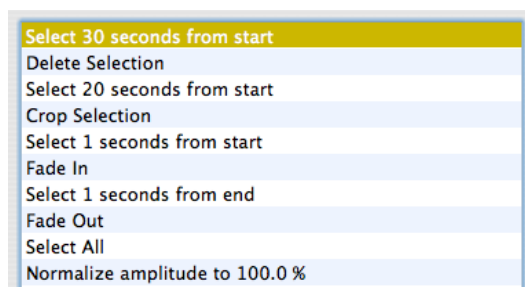 Select 30 seconds from start
Delete Selection
Select 20 seconds from start
Crop Selection
Select 1 seconds from start
Fade In
Select 1 seconds from end
Fade Out
Select All
Normalize amplitude to 100.0 %